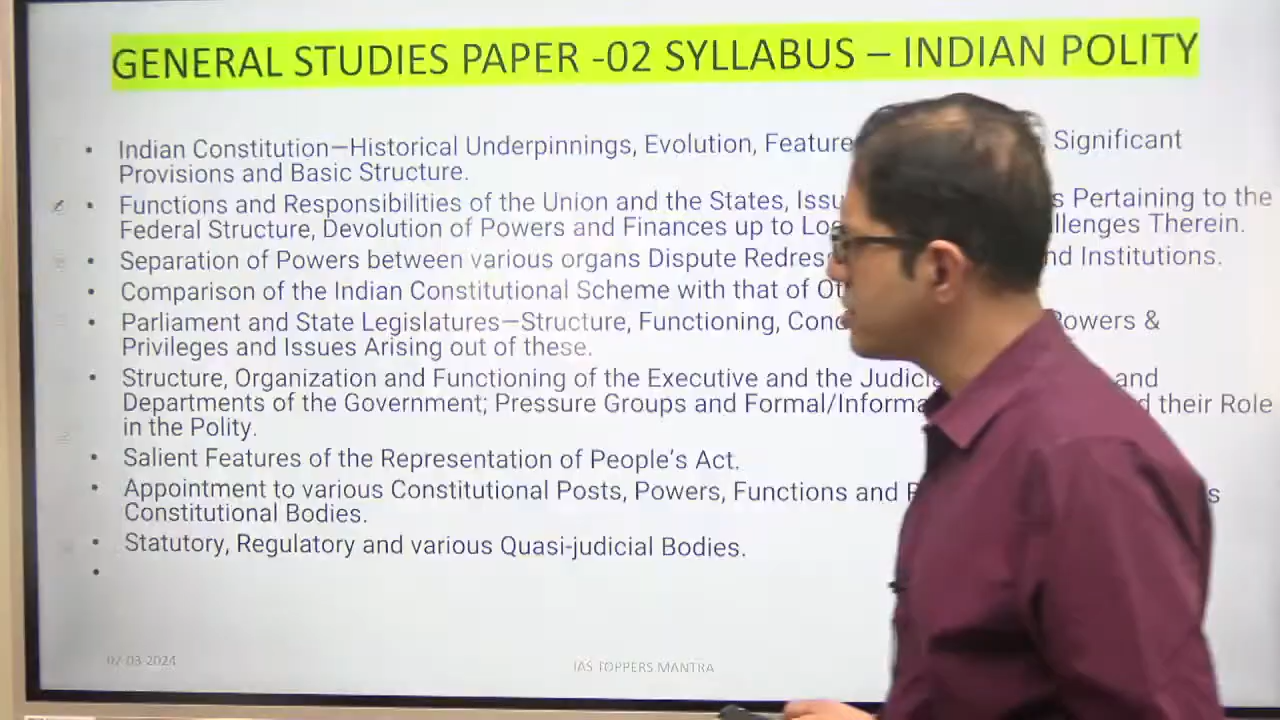 GENERAL STUDIES PAPER -02 SYLLABUS – INDIAN POLITY
• Indian Constitution—Historical Underpinnings, Evolution, Feature Significant
Provisions and Basic Structure.
• Functions and Responsibilities of the Union and the States, Issu s Pertaining to the
Federal Structure, Devolution of Powers and Finances up to Lo llenges Therein.
• Separation of Powers between various organs Dispute Redres nd Institutions.
• Comparison of the Indian Constitutional Scheme with that of Ot
• Parliament and State Legislatures—Structure, Functioning, Cond Powers &
Privileges and Issues Arising out of these.
• Structure, Organization and Functioning of the Executive and the Judici and
Departments of the Government; Pressure Groups and Formal/Informa d their Role
in the Polity.
• Salient Features of the Representation of People's Act.
• Appointment to various Constitutional Posts, Powers, Functions and s
Constitutional Bodies.
• Statutory, Regulatory and various Quasi-judicial Bodies.
•
02-03-2024 IAS TOPPERS MANTRA